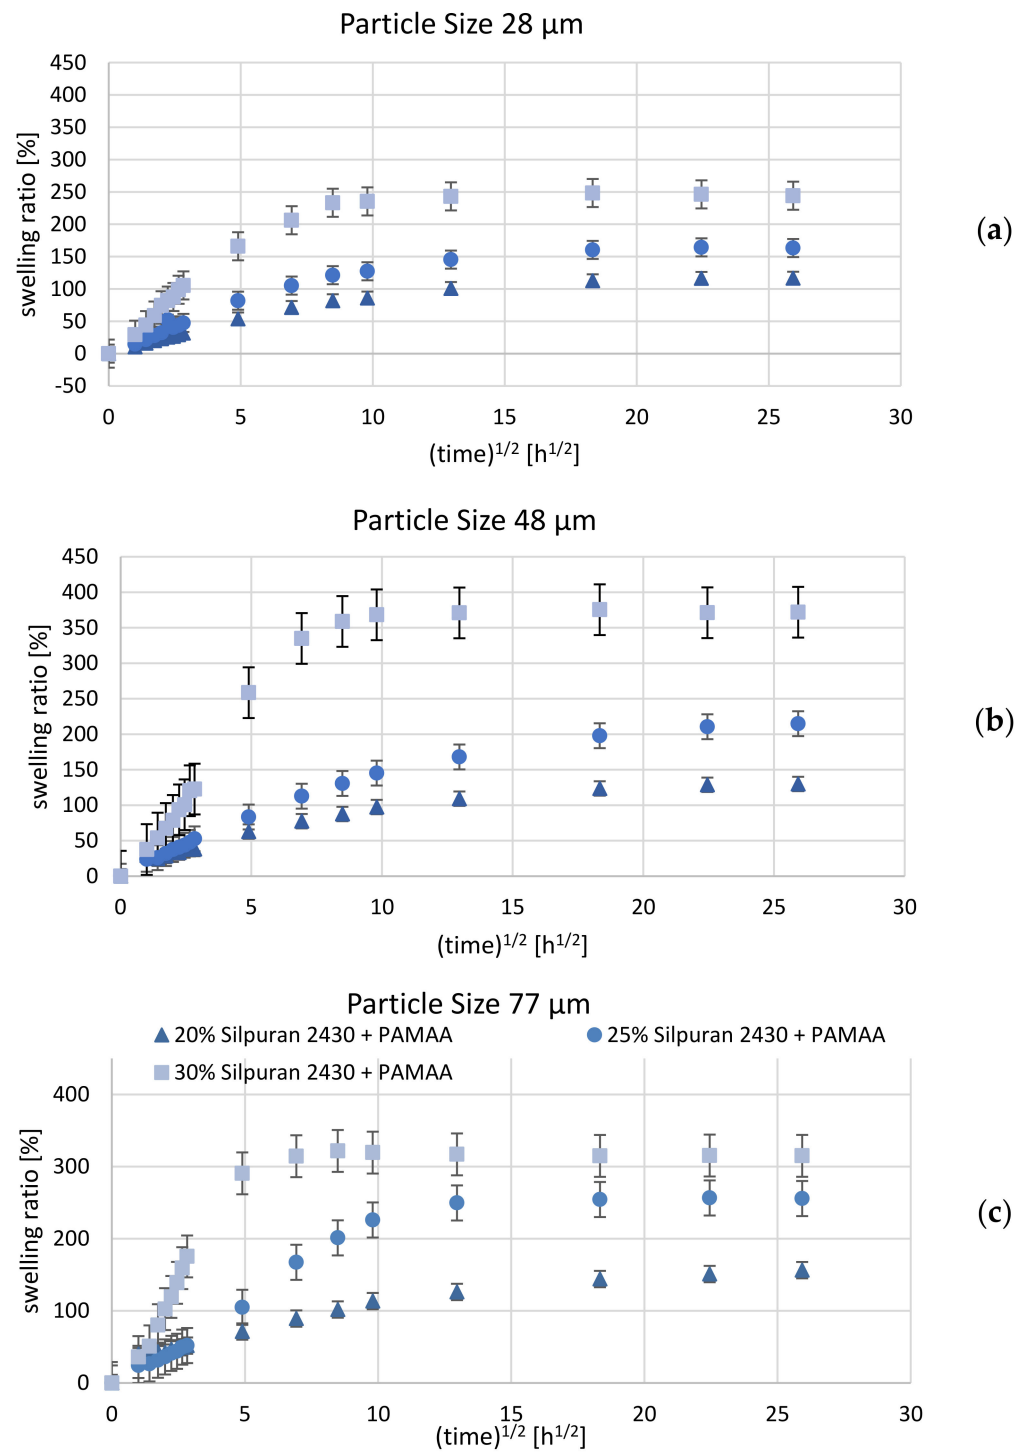 Particle Size 28 µm
450
400
350
300
250
200
150
100
50
0
-50
swelling ratio [%]
0 5 10 15 20 25 30
(time)1/2 [h1/2]
(a)
Particle Size 48 µm
450
400
350
300
250
200
150
100
50
0
swelling ratio [%]
0 5 10 15 20 25 30
(time)1/2 [h1/2]
(b)
Particle Size 77 µm
20% Silpuran 2430 + PAMAA 25% Silpuran 2430 + PAMAA
30% Silpuran 2430 + PAMAA
400
300
200
100
0
swelling ratio [%]
0 5 10 15 20 25 30
(time)1/2 [h1/2]
(c)